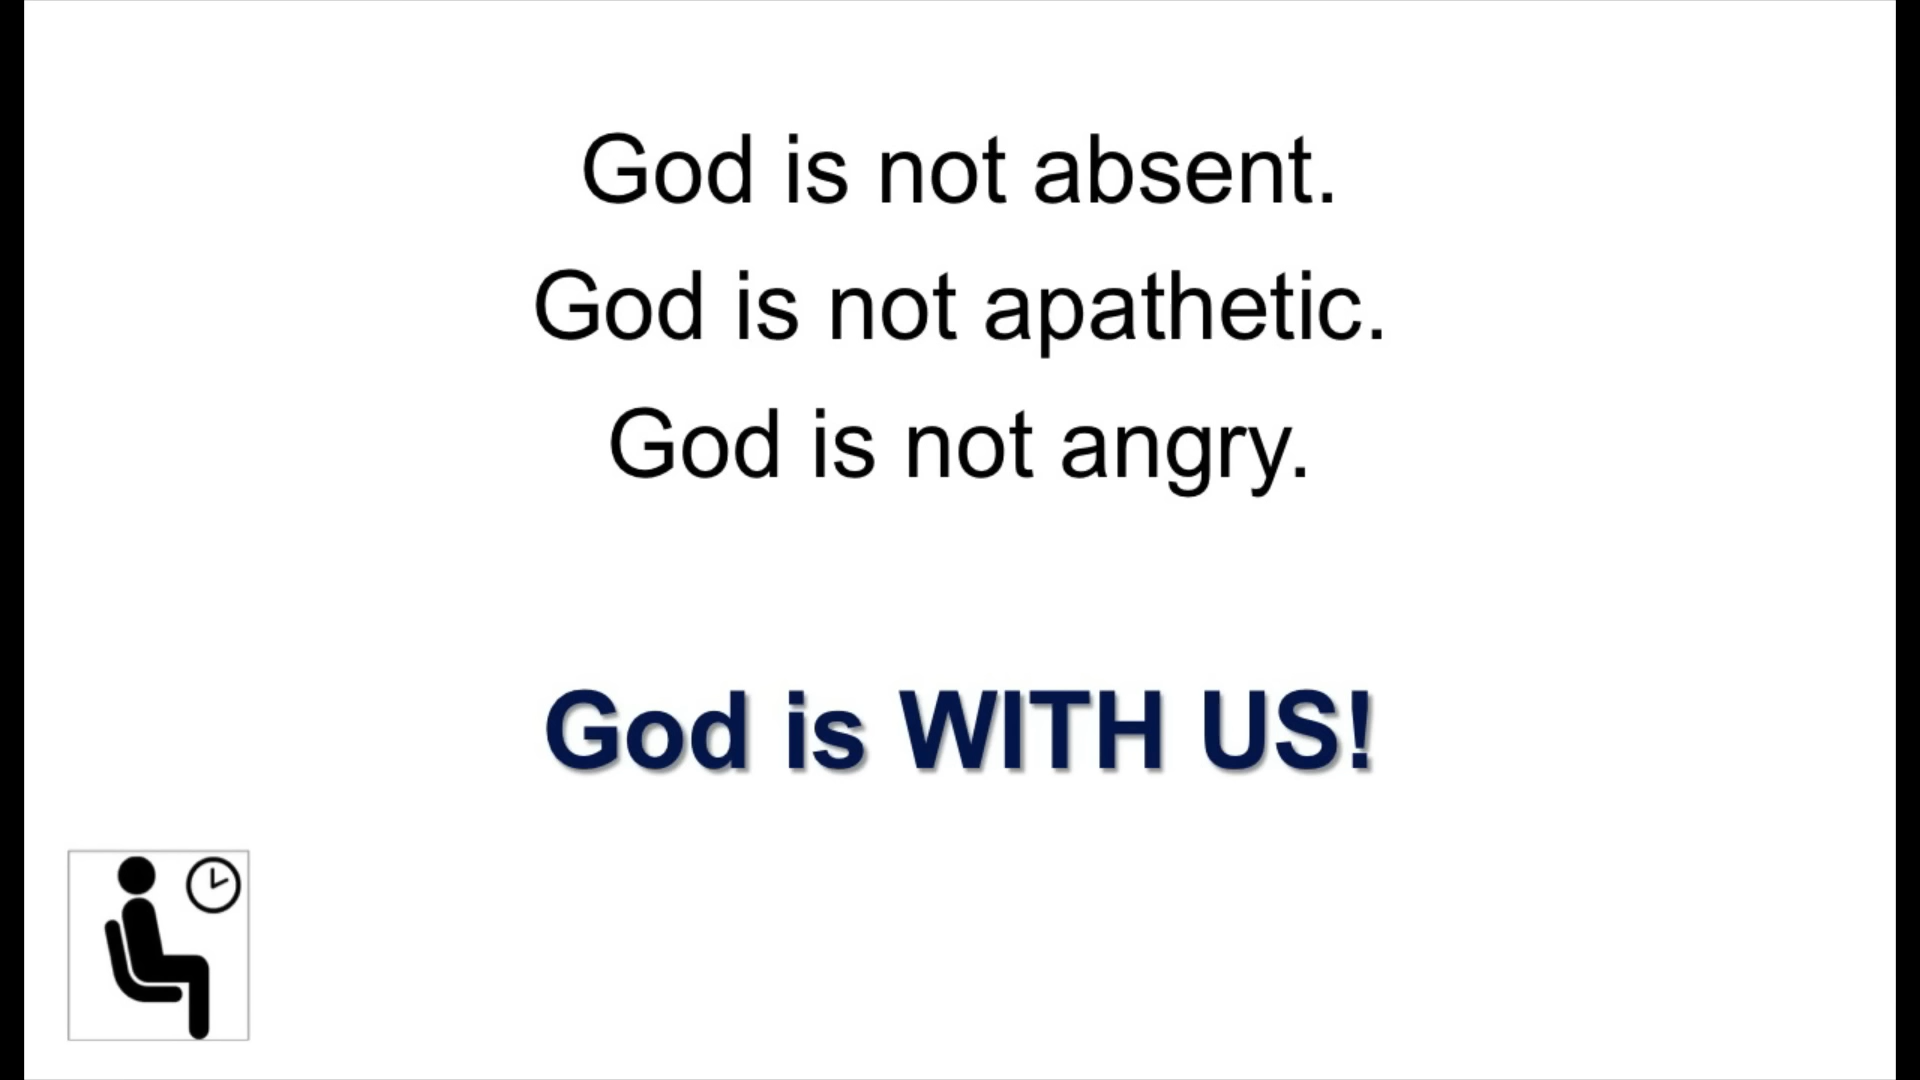 God is not absent.
God is not apathetic.
God is not angry.
God is WITH US!